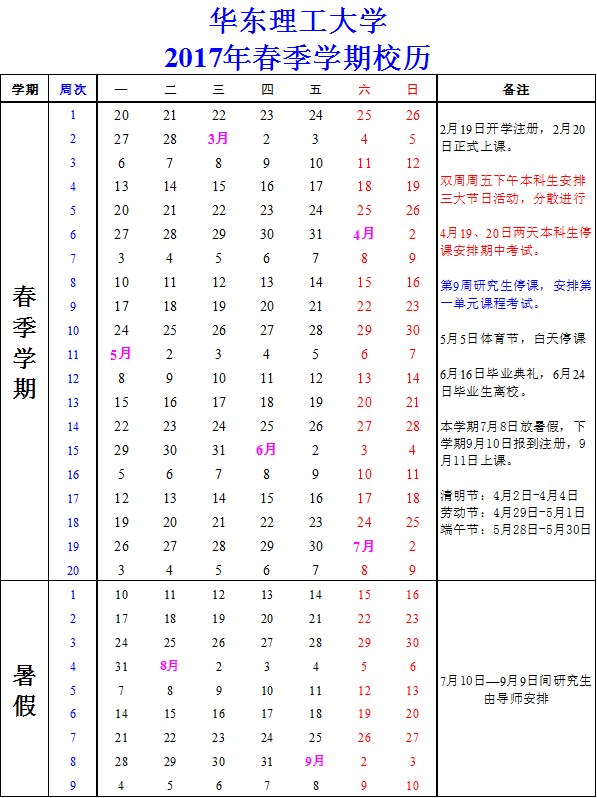 华东理工大学
2017年春季学期校历
学期 周次 一 二 三 四 五 六 日 备注
春季学期
1 20 21 22 23 24 25 26
2 27 28 3月 2 3 4 5
3 6 7 8 9 10 11 12
4 13 14 15 16 17 18 19
5 20 21 22 23 24 25 26
6 27 28 29 30 31 4月 2
7 3 4 5 6 7 8 9
8 10 11 12 13 14 15 16
9 17 18 19 20 21 22 23
10 24 25 26 27 28 29 30
11 5月 2 3 4 5 6 7
12 8 9 10 11 12 13 14
13 15 16 17 18 19 20 21
14 22 23 24 25 26 27 28
15 29 30 31 6月 2 3 4
16 5 6 7 8 9 10 11
17 12 13 14 15 16 17 18
18 19 20 21 22 23 24 25
19 26 27 28 29 30 7月 2
20 3 4 5 6 7 8 9
2月19日开学注册，2月20
日正式上课。
双周周五下午本科生安排
三大节日活动，分散进行
4月19、20日两天本科生停
课安排期中考试。
第9周研究生停课，安排第
一单元课程考试。
5月5日体育节，白天停课
6月16日毕业典礼，6月24
日毕业生离校。
本学期7月8日放暑假，下
学期9月10日报到注册，9
月11日上课。
清明节：4月2日-4月4日
劳动节：4月29日-5月1日
端午节：5月28日-5月30日
暑假
1 10 11 12 13 14 15 16
2 17 18 19 20 21 22 23
3 24 25 26 27 28 29 30
4 31 8月 2 3 4 5 6
5 7 8 9 10 11 12 13
6 14 15 16 17 18 19 20
7 21 22 23 24 25 26 27
8 28 29 30 31 9月 2 3
9 4 5 6 7 8 9 10
7月10日—9月9日间研究生
由导师安排